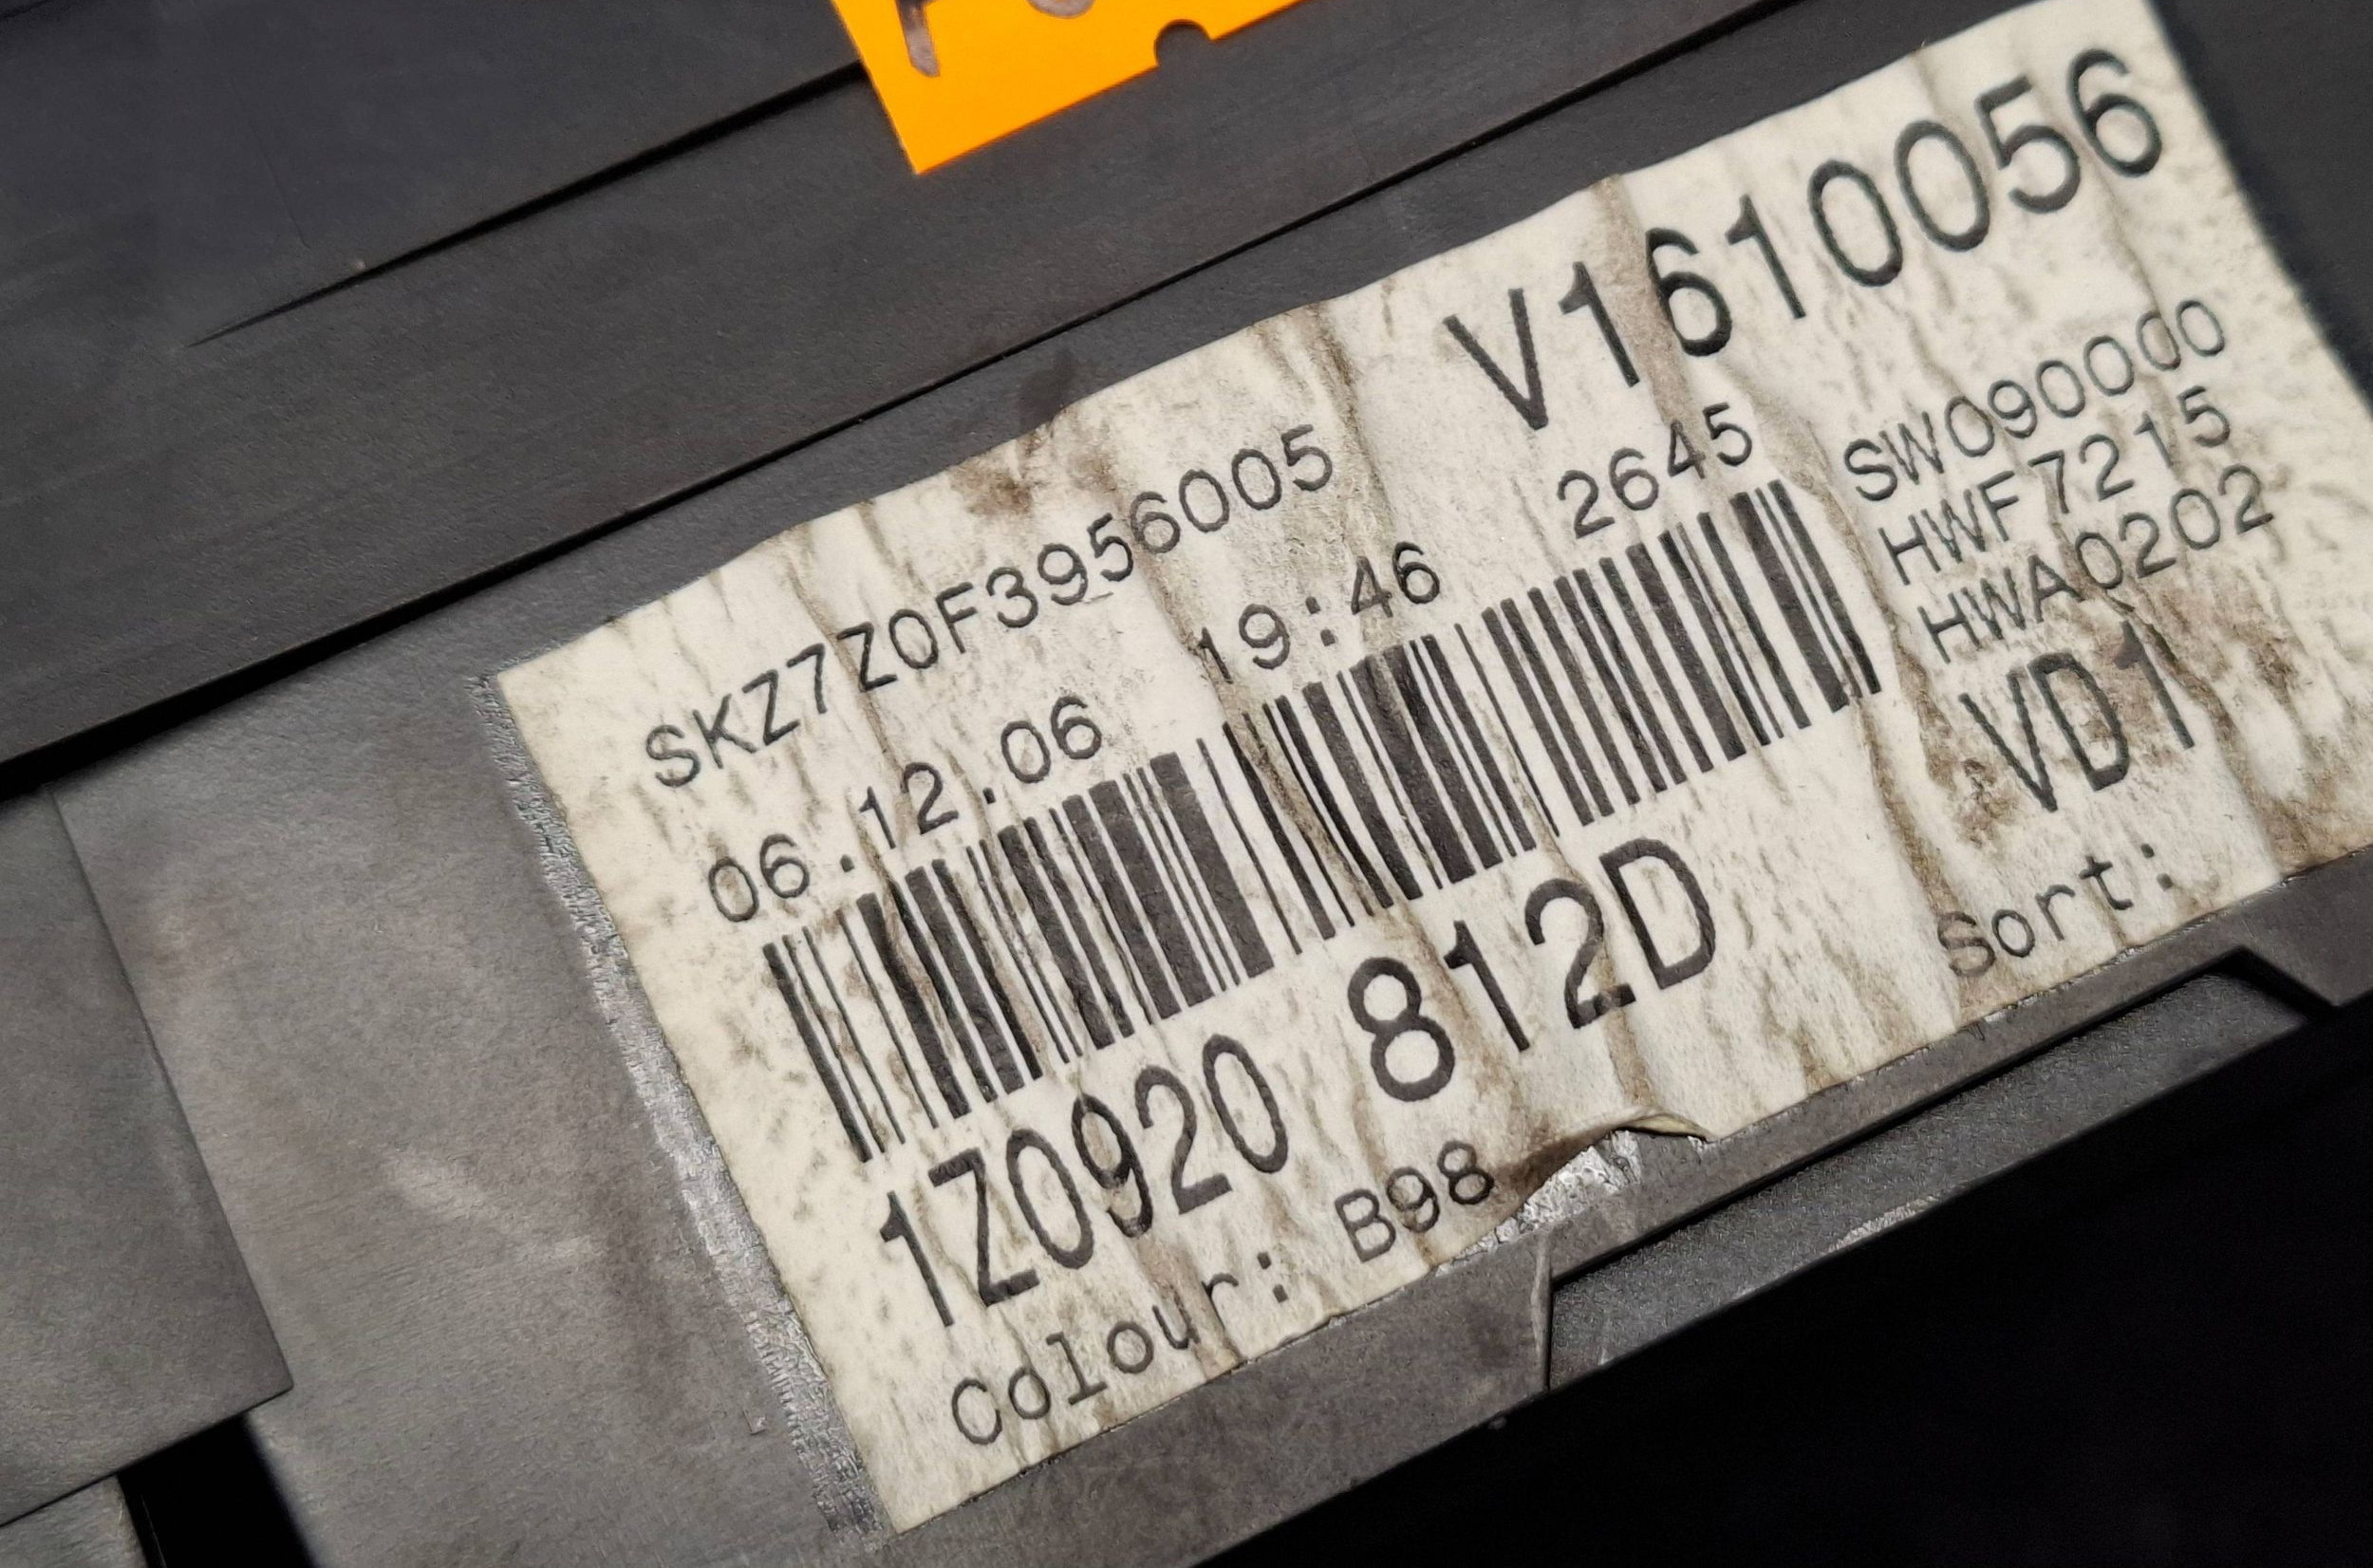 V1610056
SKZ7Z0F3956005
06.12.06 19:46 2645
SW090000
HWF7215
HWA0202
VD1
1Z0920 812D
Colour: B98
Sort: